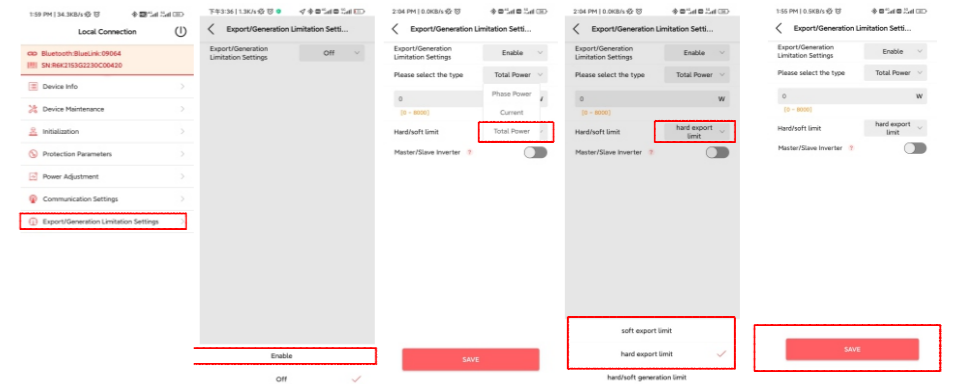 1:59 PM | 34.3KB/s
Local Connection
Bluetooth:BlueLink:09064
SN:R6K2153G2230C00420
Device Info
Device Maintenance
Initialization
Protection Parameters
Power Adjustment
Communication Settings
Export/Generation Limitation Settings
下午3:36 | 1.3K/s
Export/Generation Limitation Setti...
Export/Generation
Limitation Settings
Off
Enable
Off
2:04 PM | 0.0KB/s
Export/Generation Limitation Setti...
Export/Generation
Limitation Settings
Enable
Please select the type
Total Power
Phase Power
0
W
[0 ~ 8000]
Current
Hard/soft limit
Total Power
Master/Slave Inverter ?
SAVE
2:04 PM | 0.0KB/s
Export/Generation Limitation Setti...
Export/Generation
Limitation Settings
Enable
Please select the type
Total Power
0
W
[0 ~ 8000]
Hard/soft limit
hard export
limit
Master/Slave Inverter ?
soft export limit
hard export limit
hard/soft generation limit
1:55 PM | 0.5KB/s
Export/Generation Limitation Setti...
Export/Generation
Limitation Settings
Enable
Please select the type
Total Power
0
W
[0 ~ 8000]
Hard/soft limit
hard export
limit
Master/Slave Inverter ?
SAVE